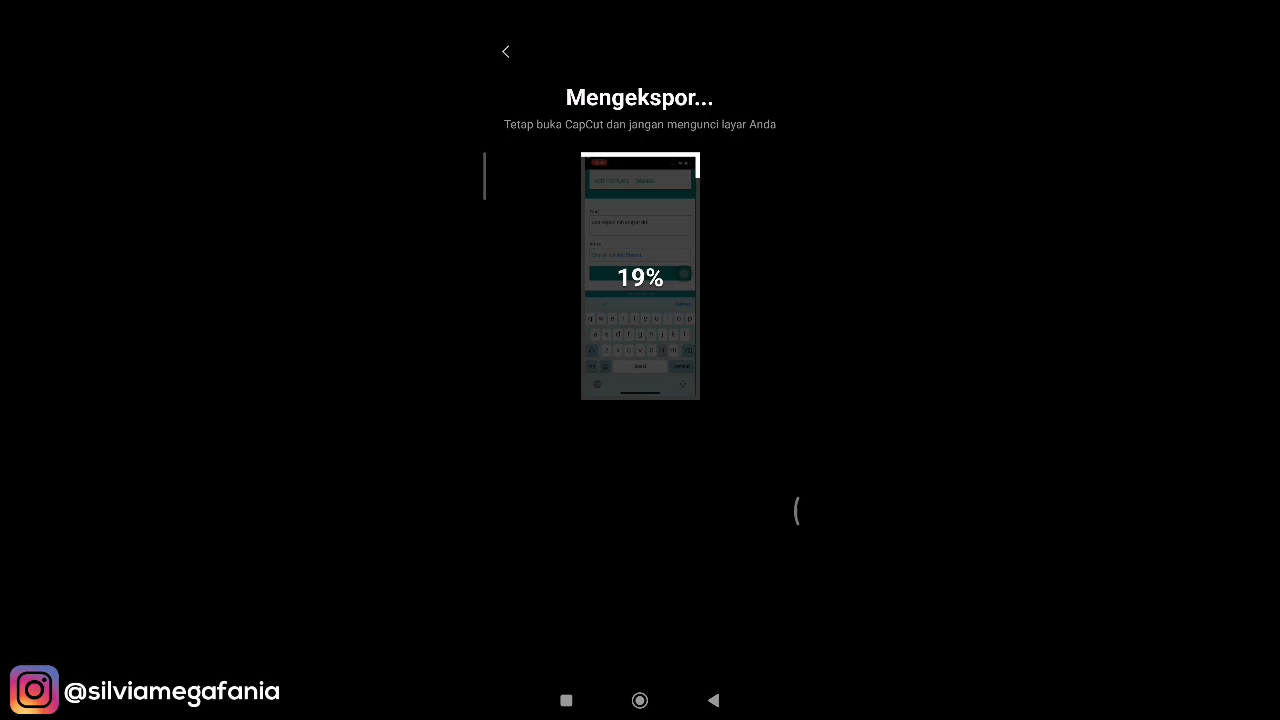 Mengekspor...
Tetap buka CapCut dan jangan mengunci layar Anda
19%
q w e r t y u i o p
a s d f g h j k l
z x c v b n m
@silviamegafania